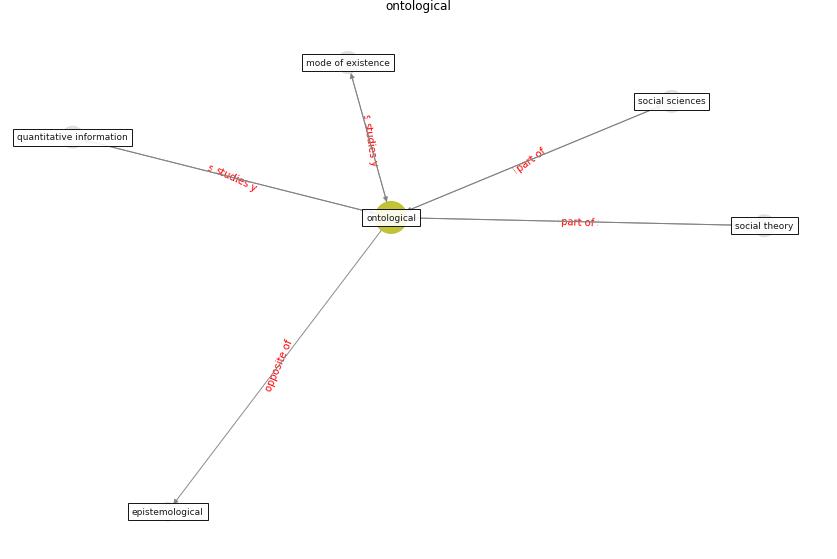 ontological
mode of existence
social sciences
quantitative information
studies
part of
ontological
part of
social theory
opposite of
epistemological